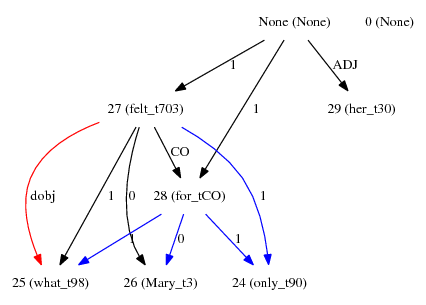 None (None) 0 (None)
1 1 ADJ
27 (felt_t703) 29 (her_t30)
CO
dobj 1 0 28 (for_tCO) 1
1 0 1
25 (what_t98) 26 (Mary_t3) 24 (only_t90)